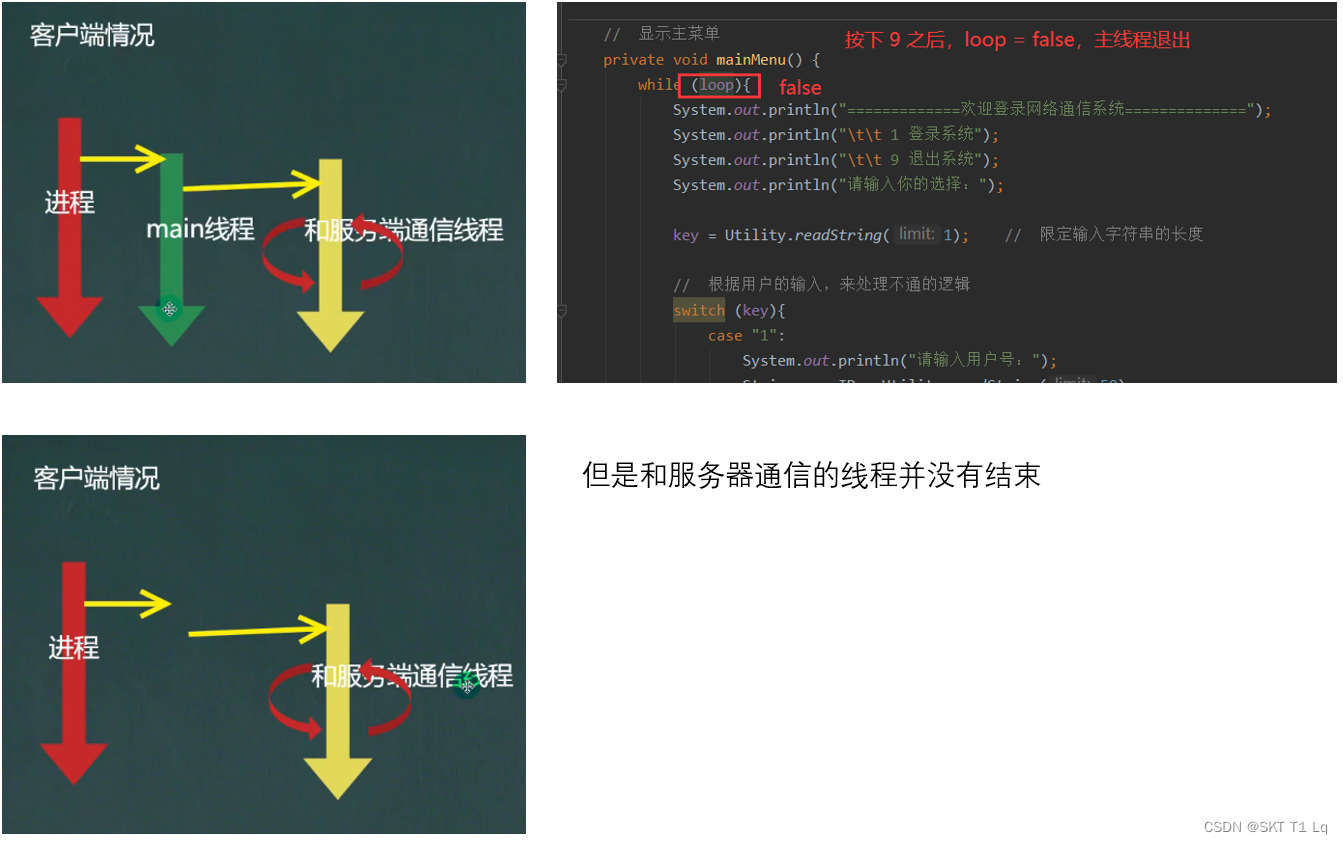 客户端情况
进程
main线程
和服务端通信线程
// 显示主菜单
按下 9 之后，loop = false，主线程退出
private void mainMenu() {
while (loop){
false
System.out.println("=============欢迎登录网络通信系统==============");
System.out.println("\t\t 1 登录系统");
System.out.println("\t\t 9 退出系统");
System.out.println("请输入你的选择：");
key = Utility.readString( limit: 1); // 限定输入字符串的长度
// 根据用户的输入，来处理不通的逻辑
switch (key){
case "1":
System.out.println("请输入用户号：");
客户端情况
进程
和服务端通信线程
但是和服务器通信的线程并没有结束
CSDN @SKT T1 Lq